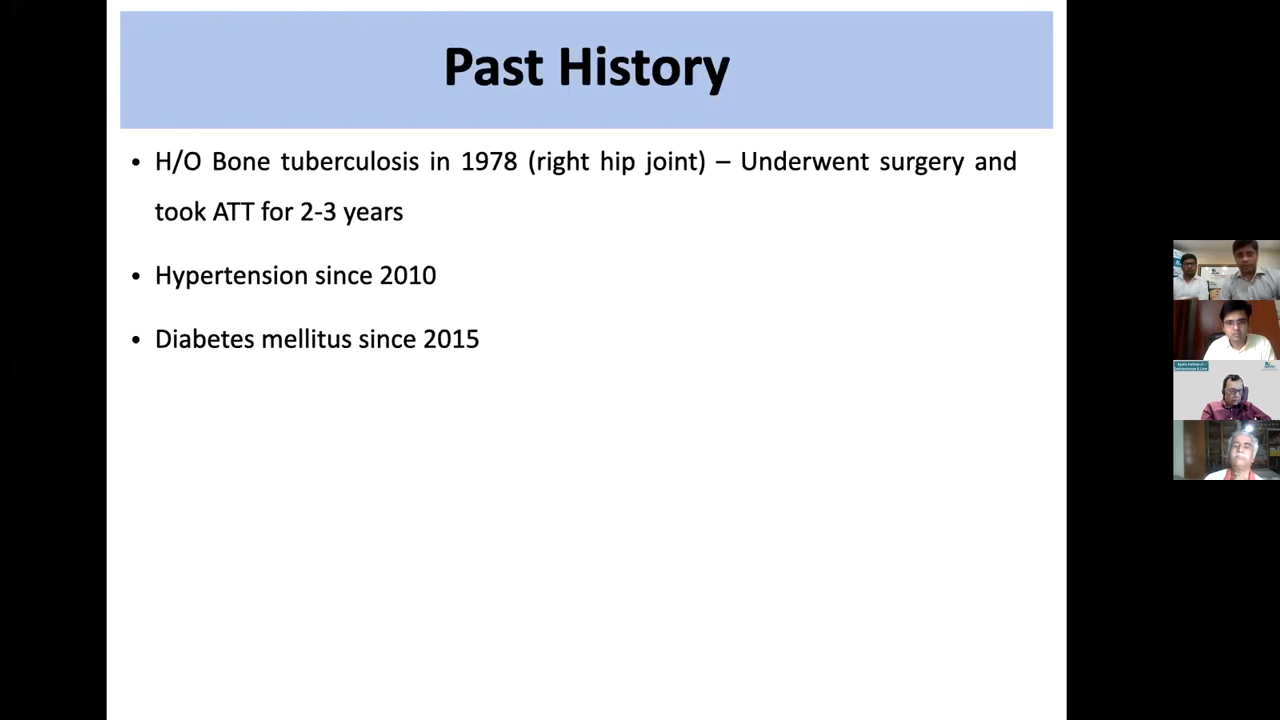 Past History
• H/O Bone tuberculosis in 1978 (right hip joint) – Underwent surgery and
took ATT for 2-3 years
• Hypertension since 2010
• Diabetes mellitus since 2015